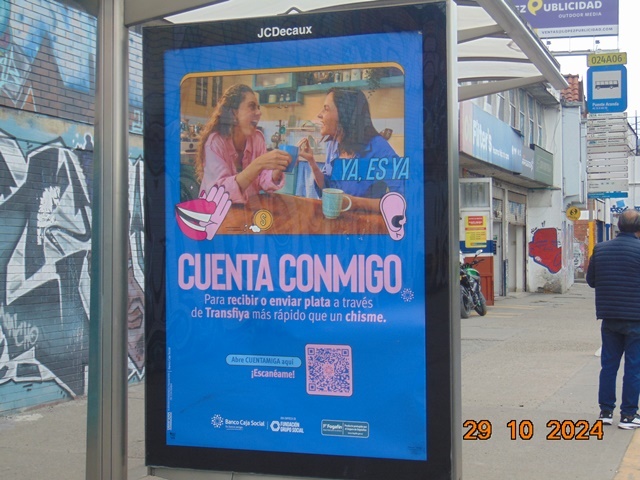 JCDecaux
YA, ES YA
CUENTA CONMIGO
Para recibir o enviar plata a través
de Transfiya más rápido que un chisme.
Abre CUENTAMIGA aquí
¡Escanéame!
Banco Caja Social
FUNDACIÓN
GRUPO SOCIAL
PUBLICIDAD
OUTDOOR MEDIA
024A06
29 10 2024